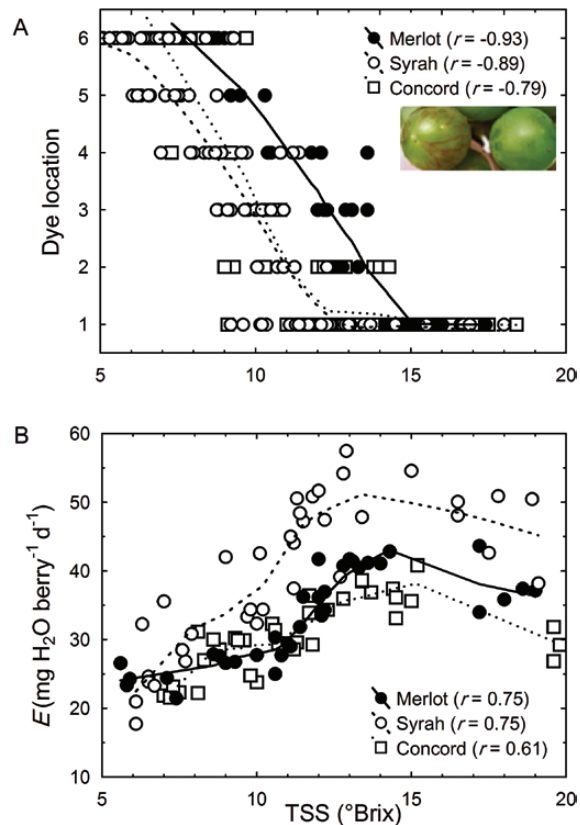 A
6
5
4
3
2
1
Dye location
Merlot (r = -0.93)
Syrah (r = -0.89)
Concord (r = -0.79)
5 10 15 20
B
60
50
40
30
20
10
E (mg H₂O berry⁻¹ d⁻¹)
Merlot (r = 0.75)
Syrah (r = 0.75)
Concord (r = 0.61)
5 10 15 20
TSS (°Brix)